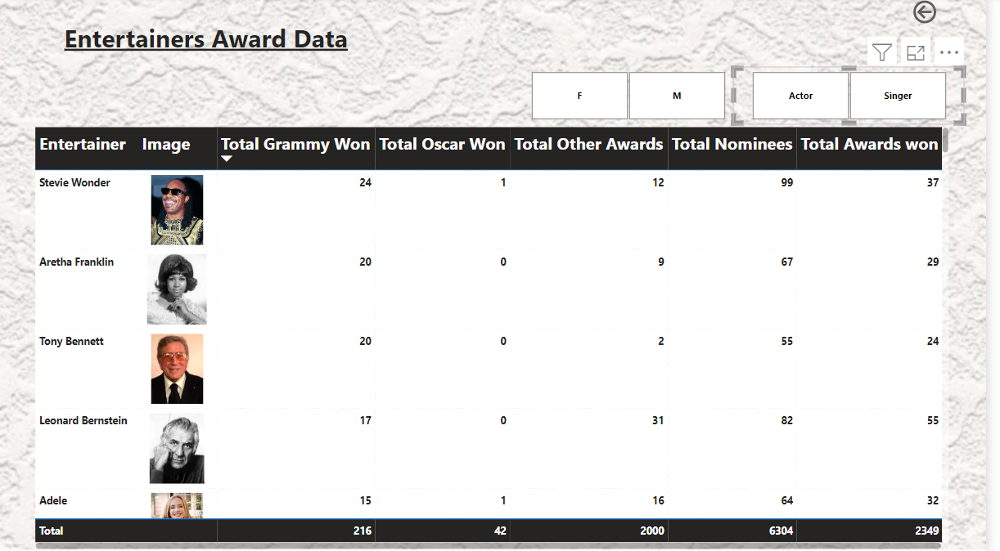 Entertainers Award Data
F M Actor Singer
Entertainer Image Total Grammy Won Total Oscar Won Total Other Awards Total Nominees Total Awards won
Stevie Wonder 24 1 12 99 37
Aretha Franklin 20 0 9 67 29
Tony Bennett 20 0 2 55 24
Leonard Bernstein 17 0 31 82 55
Adele 15 1 16 64 32
Total 216 42 2000 6304 2349